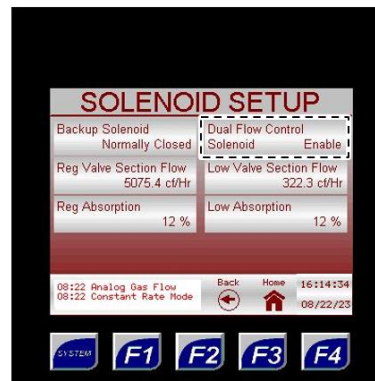 SOLENOID SETUP
Backup Solenoid
Normally Closed
Dual Flow Control
Solenoid Enable
Reg Valve Section Flow
5075.4 cf/Hr
Low Valve Section Flow
322.3 cf/Hr
Reg Absorption
12 %
Low Absorption
12 %
08:22 Analog Gas Flow
08:22 Constant Rate Mode
Back
Home
16:14:34
08/22/23
SYSTEM
F1
F2
F3
F4